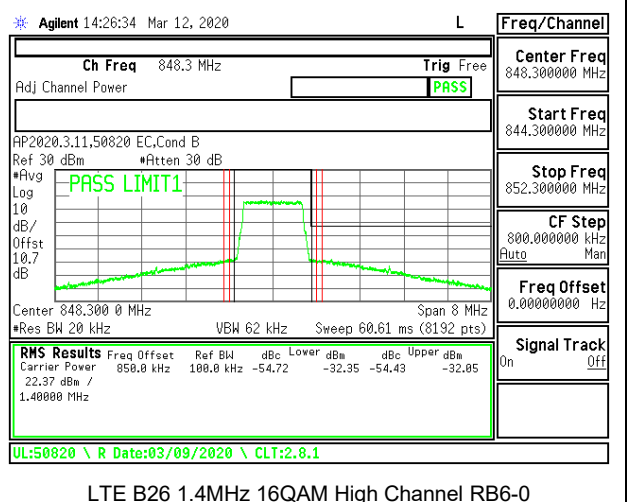 Agilent 14:26:34 Mar 12, 2020 L
Freq/Channel
Ch Freq 848.3 MHz Trig Free
Adj Channel Power PASS
Center Freq
848.300000 MHz
Start Freq
844.300000 MHz
Stop Freq
852.300000 MHz
CF Step
800.000000 kHz
Auto Man
Freq Offset
0.00000000 Hz
Signal Track
On Off
AP2020.3.11,50820 EC,Cond B
Ref 30 dBm #Atten 30 dB
#Avg
Log
10
dB/
Offst
10.7
dB
PASS LIMIT1
Center 848.300 0 MHz Span 8 MHz
#Res BW 20 kHz VBW 62 kHz Sweep 60.61 ms (8192 pts)
RMS Results Freq Offset Ref BW dBc Lower dBm dBc Upper dBm
Carrier Power 850.0 kHz 100.0 kHz -54.72 -32.35 -54.43 -32.05
22.37 dBm /
1.40000 MHz
UL:50820 \ R Date:03/09/2020 \ CLT:2.8.1
LTE B26 1.4MHz 16QAM High Channel RB6-0